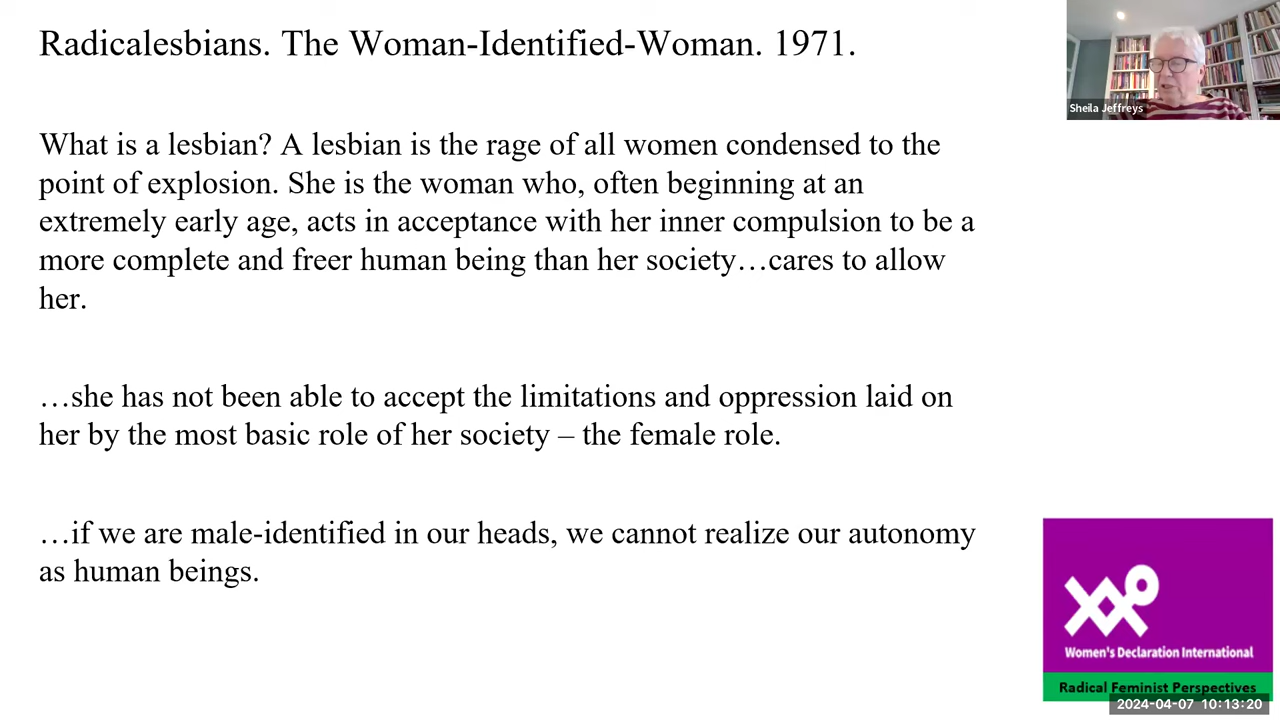 Radicalesbians. The Woman-Identified-Woman. 1971.
What is a lesbian? A lesbian is the rage of all women condensed to the
point of explosion. She is the woman who, often beginning at an
extremely early age, acts in acceptance with her inner compulsion to be a
more complete and freer human being than her society…cares to allow
her.
…she has not been able to accept the limitations and oppression laid on
her by the most basic role of her society – the female role.
…if we are male-identified in our heads, we cannot realize our autonomy
as human beings.
Sheila Jeffreys
Women's Declaration International
Radical Feminist Perspectives
2024-04-07 10:13:20